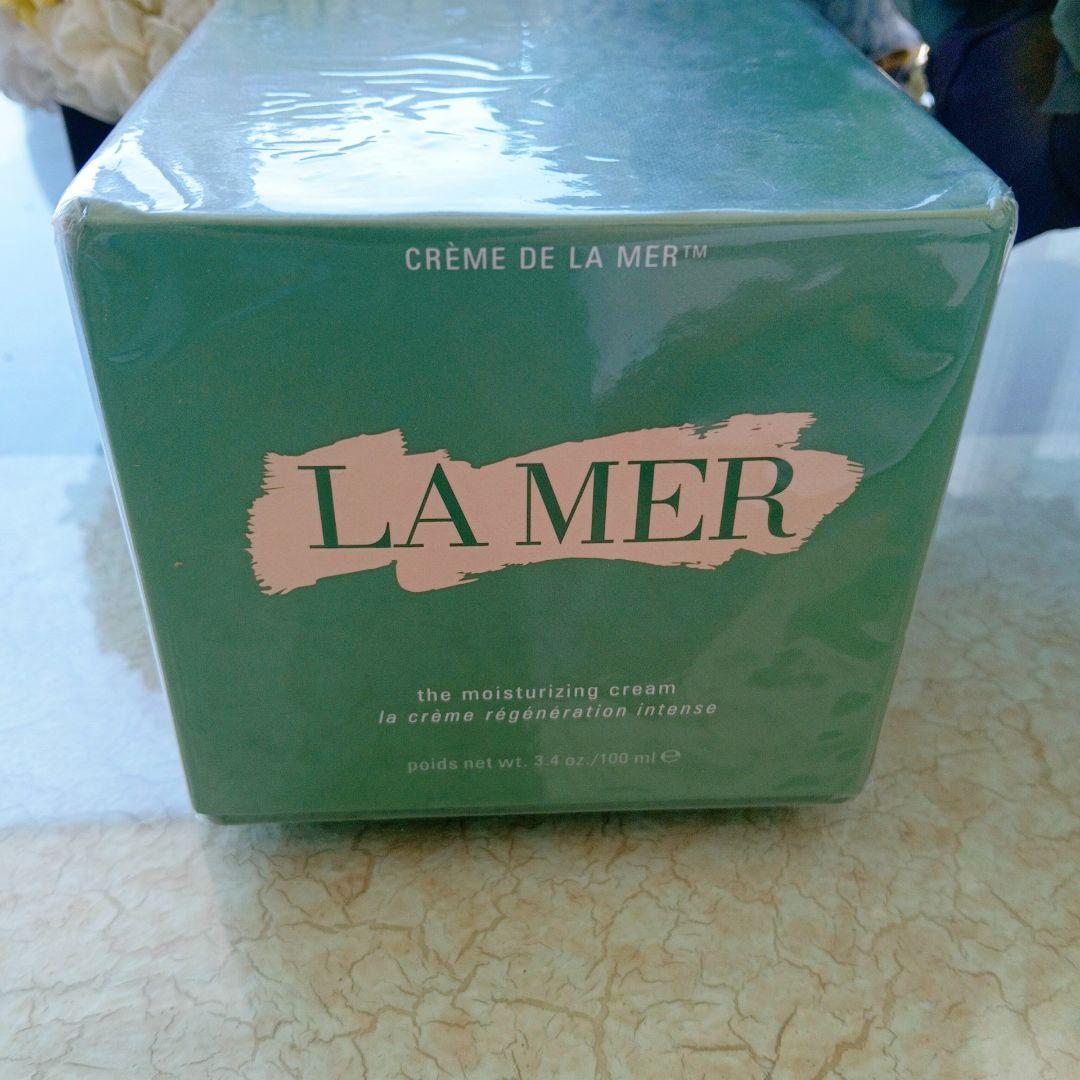 CRÈME DE LA MER™
LA MER
the moisturizing cream
la crème régénération intense
poids net wt. 3.4 oz./100 ml ℮